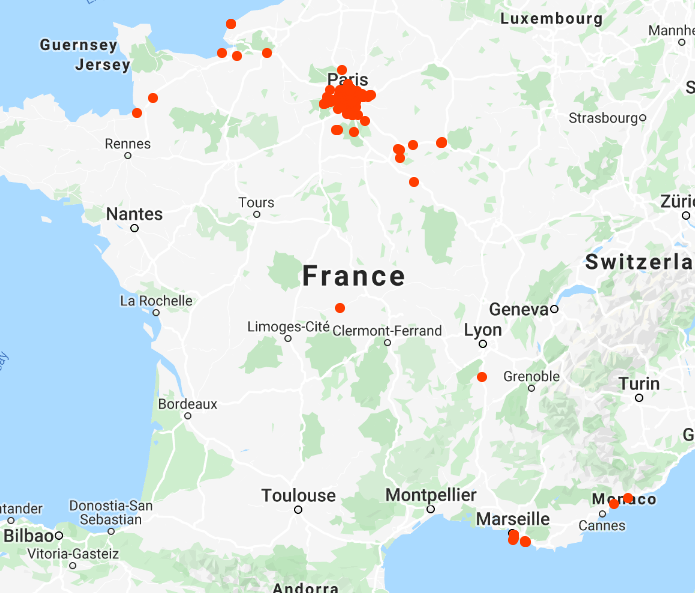 Luxembourg
Guernsey
Jersey
Mannhe
Paris
S
Strasbourg
Rennes
Tours
Züri
Nantes
Switzerla
France
La Rochelle
Geneva
Limoges-Cité
Clermont-Ferrand
Lyon
Grenoble
Turin
Bordeaux
G
Toulouse
Montpellier
Monaco
ntander
Donostia-San
Sebastian
Marseille
Cannes
Bilbao
Vitoria-Gasteiz
Andorra